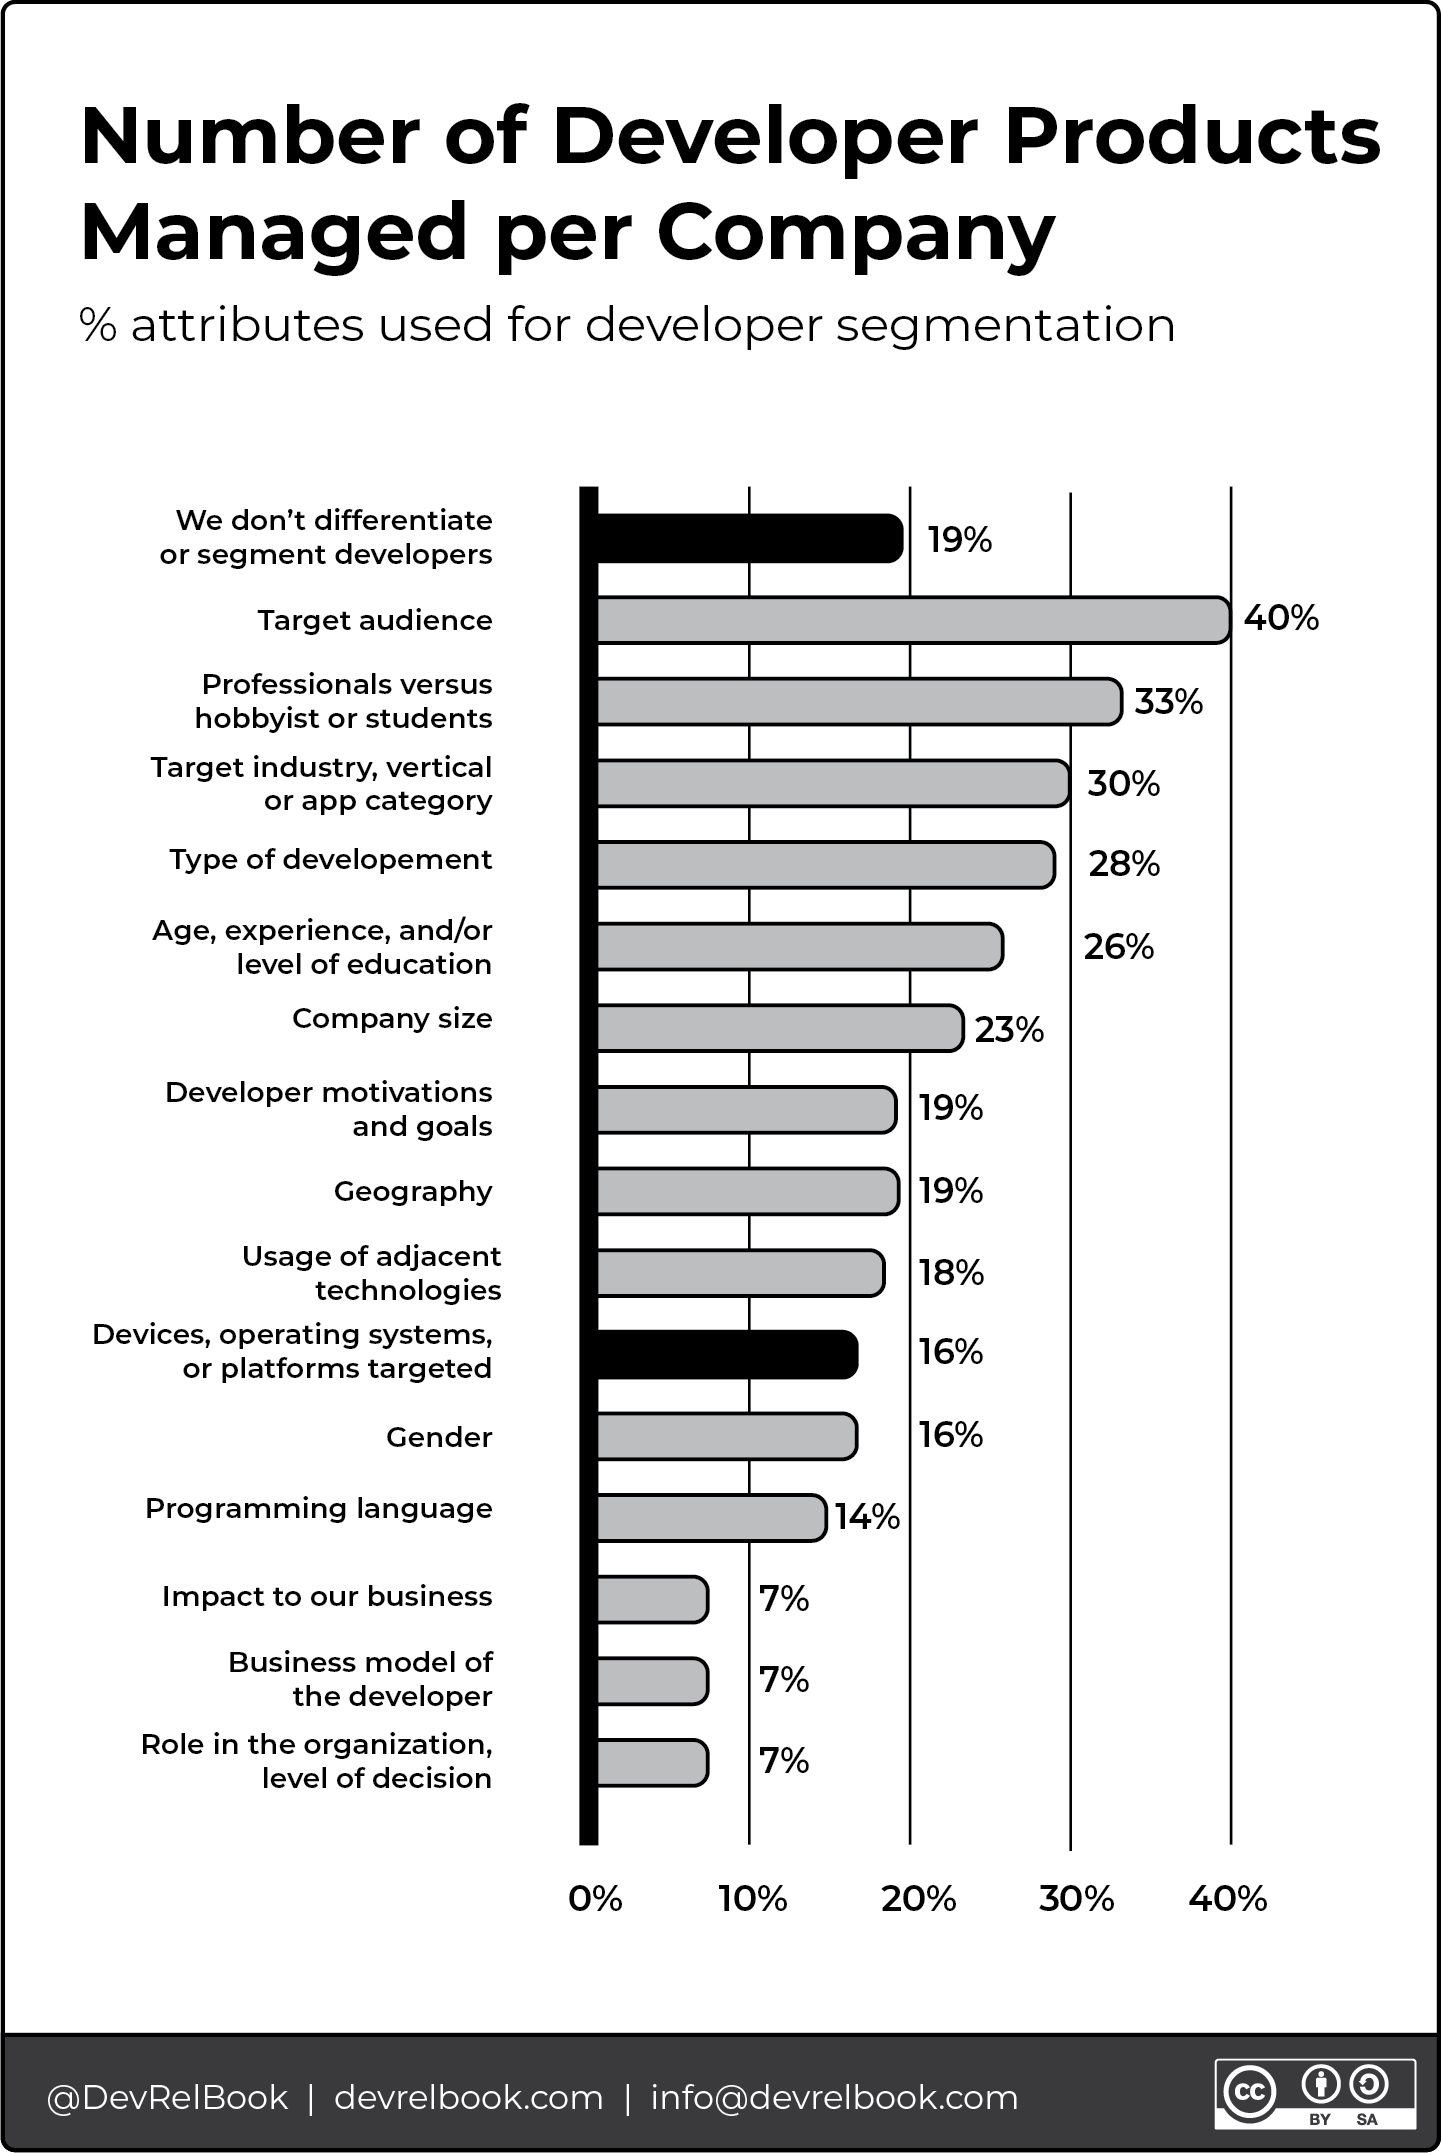 Number of Developer Products
Managed per Company
% attributes used for developer segmentation
We don’t differentiate
or segment developers
19%
Target audience
40%
Professionals versus
hobbyist or students
33%
Target industry, vertical
or app category
30%
Type of developement
28%
Age, experience, and/or
level of education
26%
Company size
23%
Developer motivations
and goals
19%
Geography
19%
Usage of adjacent
technologies
18%
Devices, operating systems,
or platforms targeted
16%
Gender
16%
Programming language
14%
Impact to our business
7%
Business model of
the developer
7%
Role in the organization,
level of decision
7%
0% 10% 20% 30% 40%
@DevRelBook | devrelbook.com | info@devrelbook.com
cc
BY SA